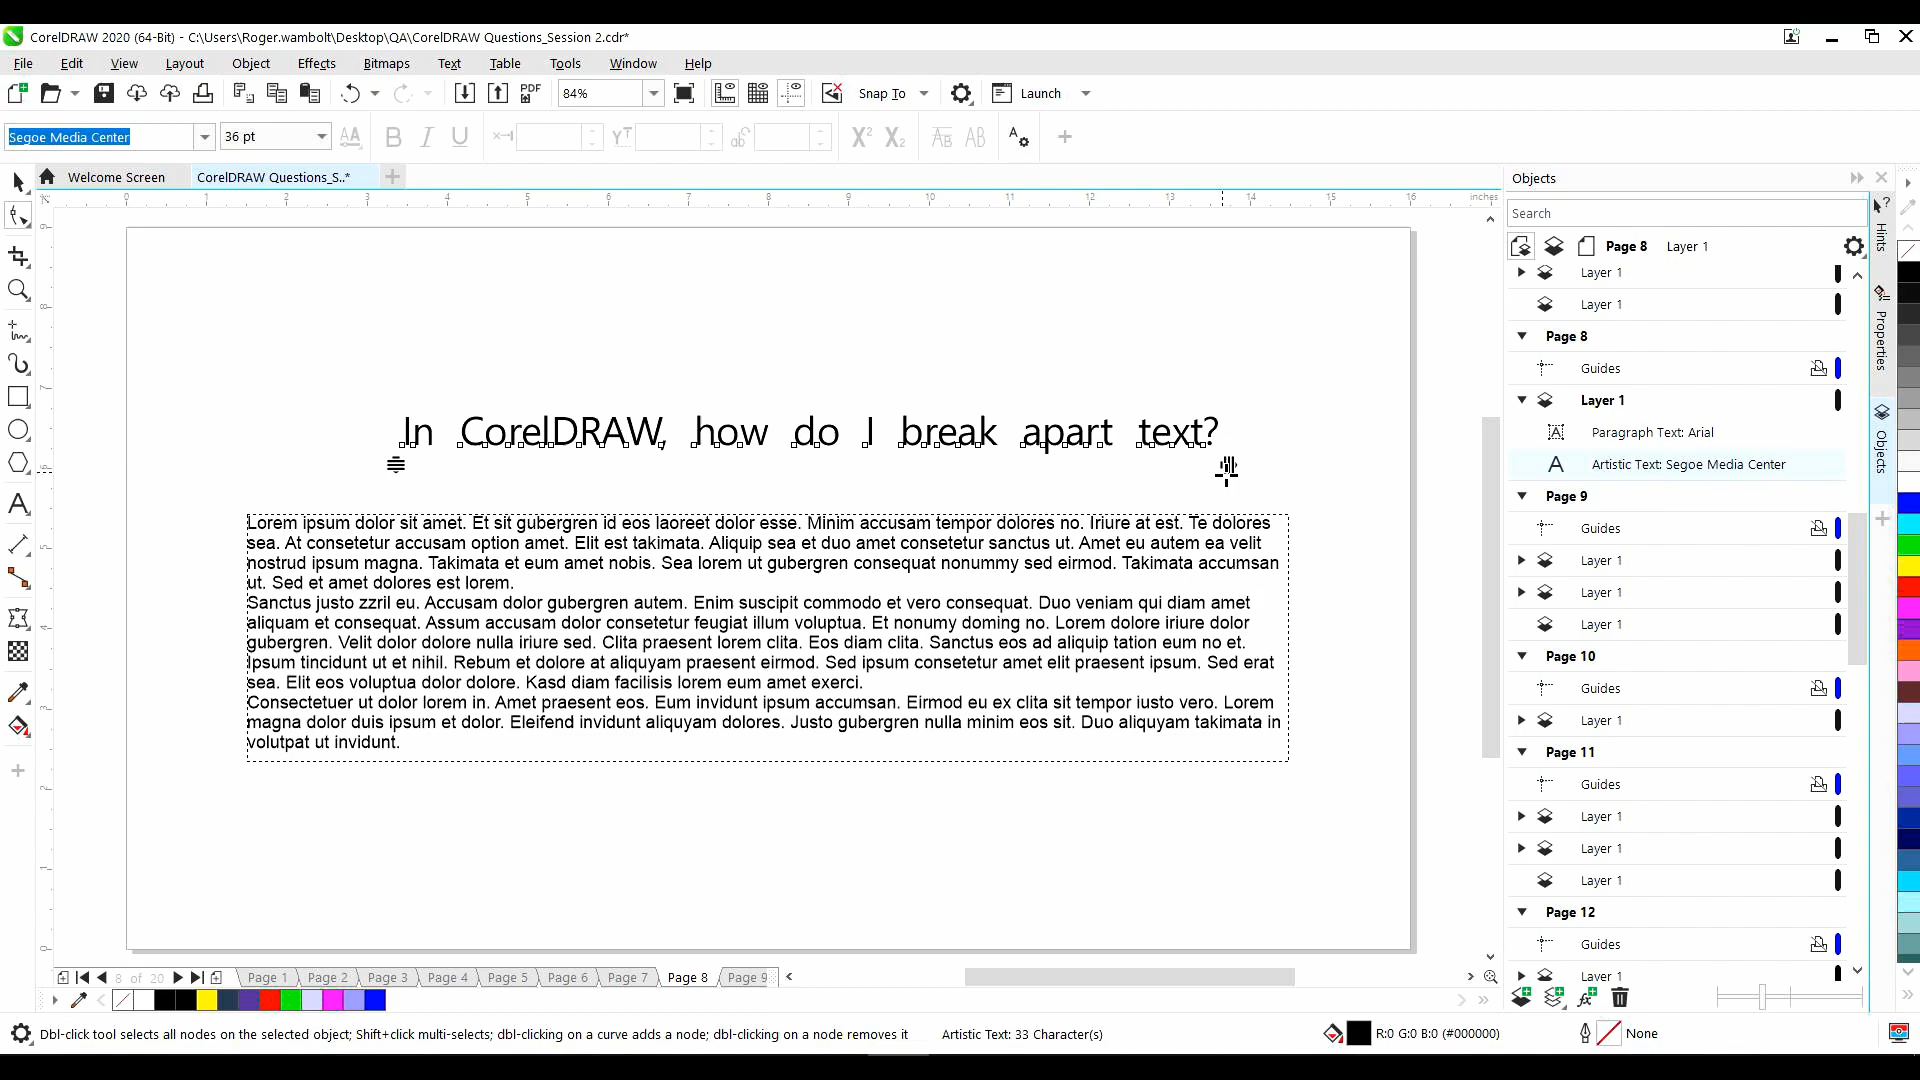 CorelDRAW 2020 (64-Bit) - C:\Users\Roger.wambolt\Desktop\QA\CorelDRAW Questions_Session 2.cdr*
File Edit View Layout Object Effects Bitmaps Text Table Tools Window Help
PDF 84% Snap To Launch
Segoe Media Center 36 pt
Welcome Screen CorelDRAW Questions_S..*
0 1 2 3 4 5 6 7 8 9 10 11 12 13 14 15 16 inches
In CorelDRAW, how do I break apart text?
Lorem ipsum dolor sit amet. Et sit gubergren id eos laoreet dolor esse. Minim accusam tempor dolores no. Iriure at est. Te dolores
sea. At consetetur accusam option amet. Elit est takimata. Aliquip sea et duo amet consetetur sanctus ut. Amet eu autem ea velit
nostrud ipsum magna. Takimata et eum amet nobis. Sea lorem ut gubergren consequat nonummy sed eirmod. Takimata accumsan
ut. Sed et amet dolores est lorem.
Sanctus justo zzril eu. Accusam dolor gubergren autem. Enim suscipit commodo et vero consequat. Duo veniam qui diam amet
aliquam et consequat. Assum accusam dolor consetetur feugiat illum voluptua. Et nonumy doming no. Lorem dolore iriure dolor
gubergren. Velit dolor dolore nulla iriure sed. Clita praesent lorem clita. Eos diam clita. Sanctus eos ad aliquip tation eum no et.
Ipsum tincidunt ut et nihil. Rebum et dolore at aliquyam praesent eirmod. Sed ipsum consetetur amet elit praesent ipsum. Sed erat
sea. Elit eos voluptua dolor dolore. Kasd diam facilisis lorem eum amet exerci.
Consectetuer ut dolor lorem in. Amet praesent eos. Eum invidunt ipsum accumsan. Eirmod eu ex clita sit tempor iusto vero. Lorem
magna dolor duis ipsum et dolor. Eleifend invidunt aliquyam dolores. Justo gubergren nulla minim eos sit. Duo aliquyam takimata in
volutpat ut invidunt.
8 of 20 Page 1 Page 2 Page 3 Page 4 Page 5 Page 6 Page 7 Page 8 Page 9
Objects
Search
Page 8 Layer 1
Layer 1
Layer 1
Page 8
Guides
Layer 1
Paragraph Text: Arial
Artistic Text: Segoe Media Center
Page 9
Guides
Layer 1
Layer 1
Layer 1
Page 10
Guides
Layer 1
Page 11
Guides
Layer 1
Layer 1
Layer 1
Page 12
Guides
Layer 1
Hints
Properties
Objects
Dbl-click tool selects all nodes on the selected object; Shift+click multi-selects; dbl-clicking on a curve adds a node; dbl-clicking on a node removes it Artistic Text: 33 Character(s) R:0 G:0 B:0 (#000000) None